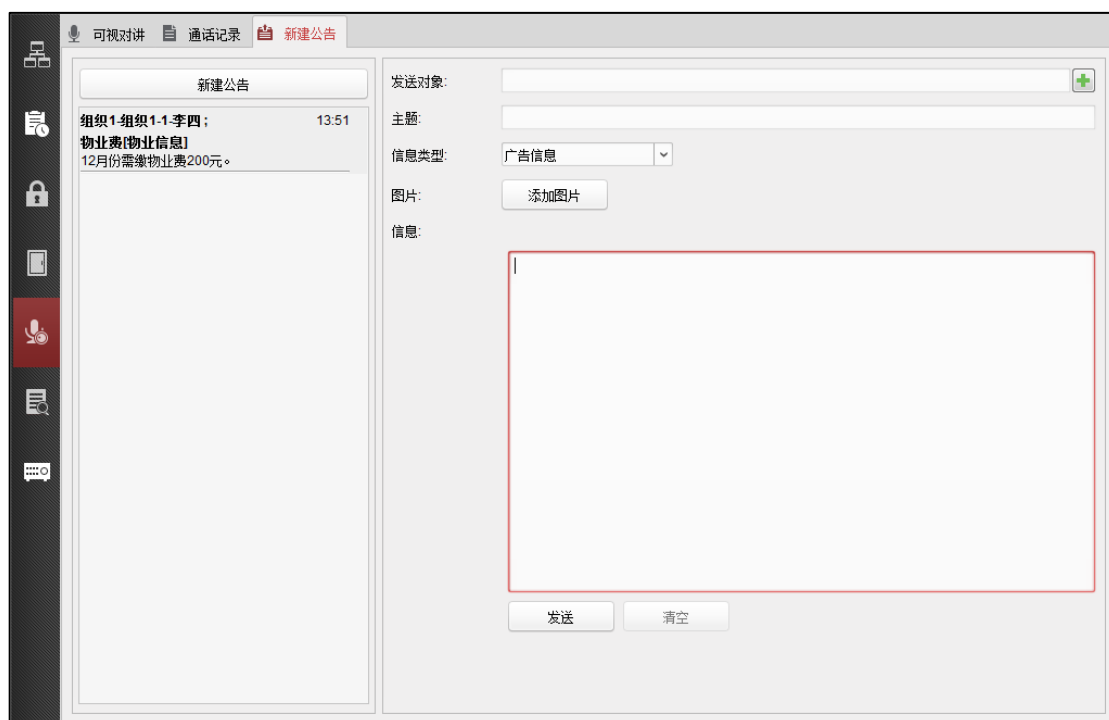 可视对讲 通话记录 新建公告
新建公告
组织1-组织1-1-李四； 13:51
物业费[物业信息]
12月份需缴物业费200元。
发送对象:
主题:
信息类型: 广告信息
图片: 添加图片
信息:
发送 清空